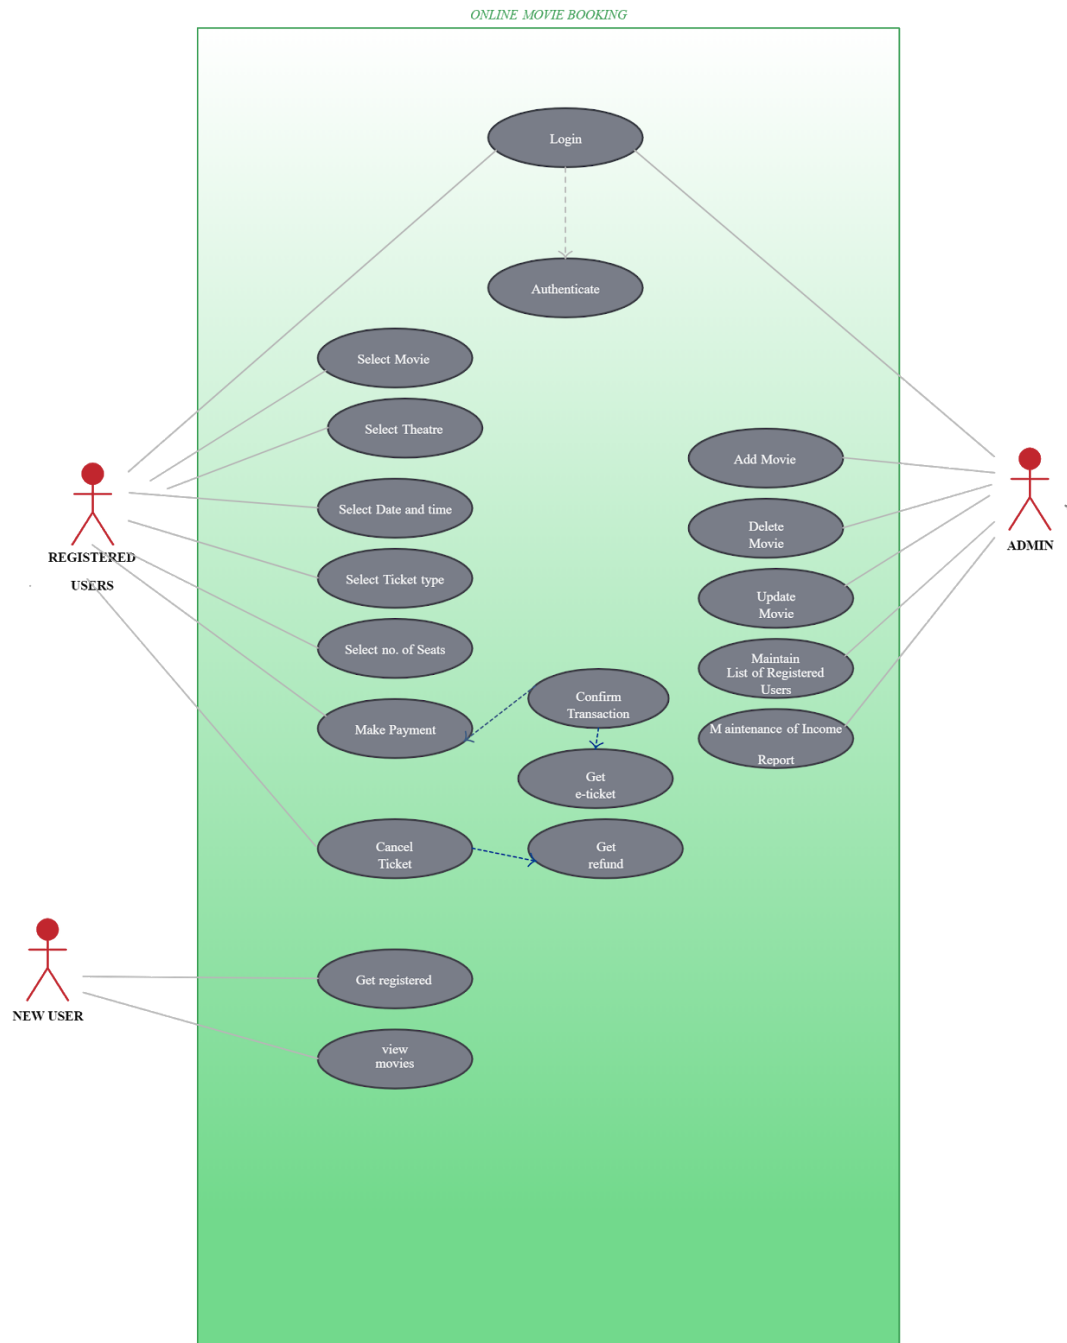 ONLINE MOVIE BOOKING
Login
Authenticate
Select Movie
Select Theatre
Select Date and time
Select Ticket type
Select no. of Seats
Make Payment
Confirm
Transaction
Get
e-ticket
Cancel
Ticket
Get
refund
Get registered
view
movies
Add Movie
Delete
Movie
Update
Movie
Maintain
List of Registered
Users
M aintenance of Income
Report
REGISTERED
USERS
ADMIN
NEW USER